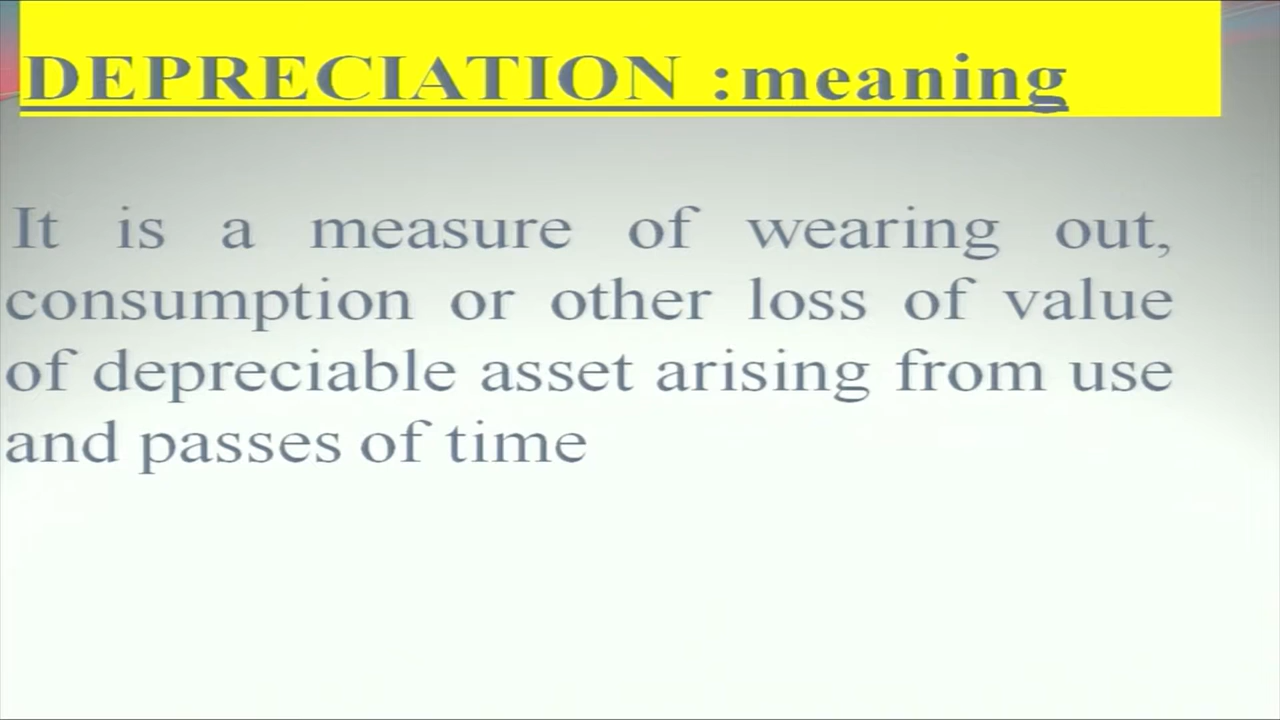 DEPRECIATION :meaning
It is a measure of wearing out,
consumption or other loss of value
of depreciable asset arising from use
and passes of time